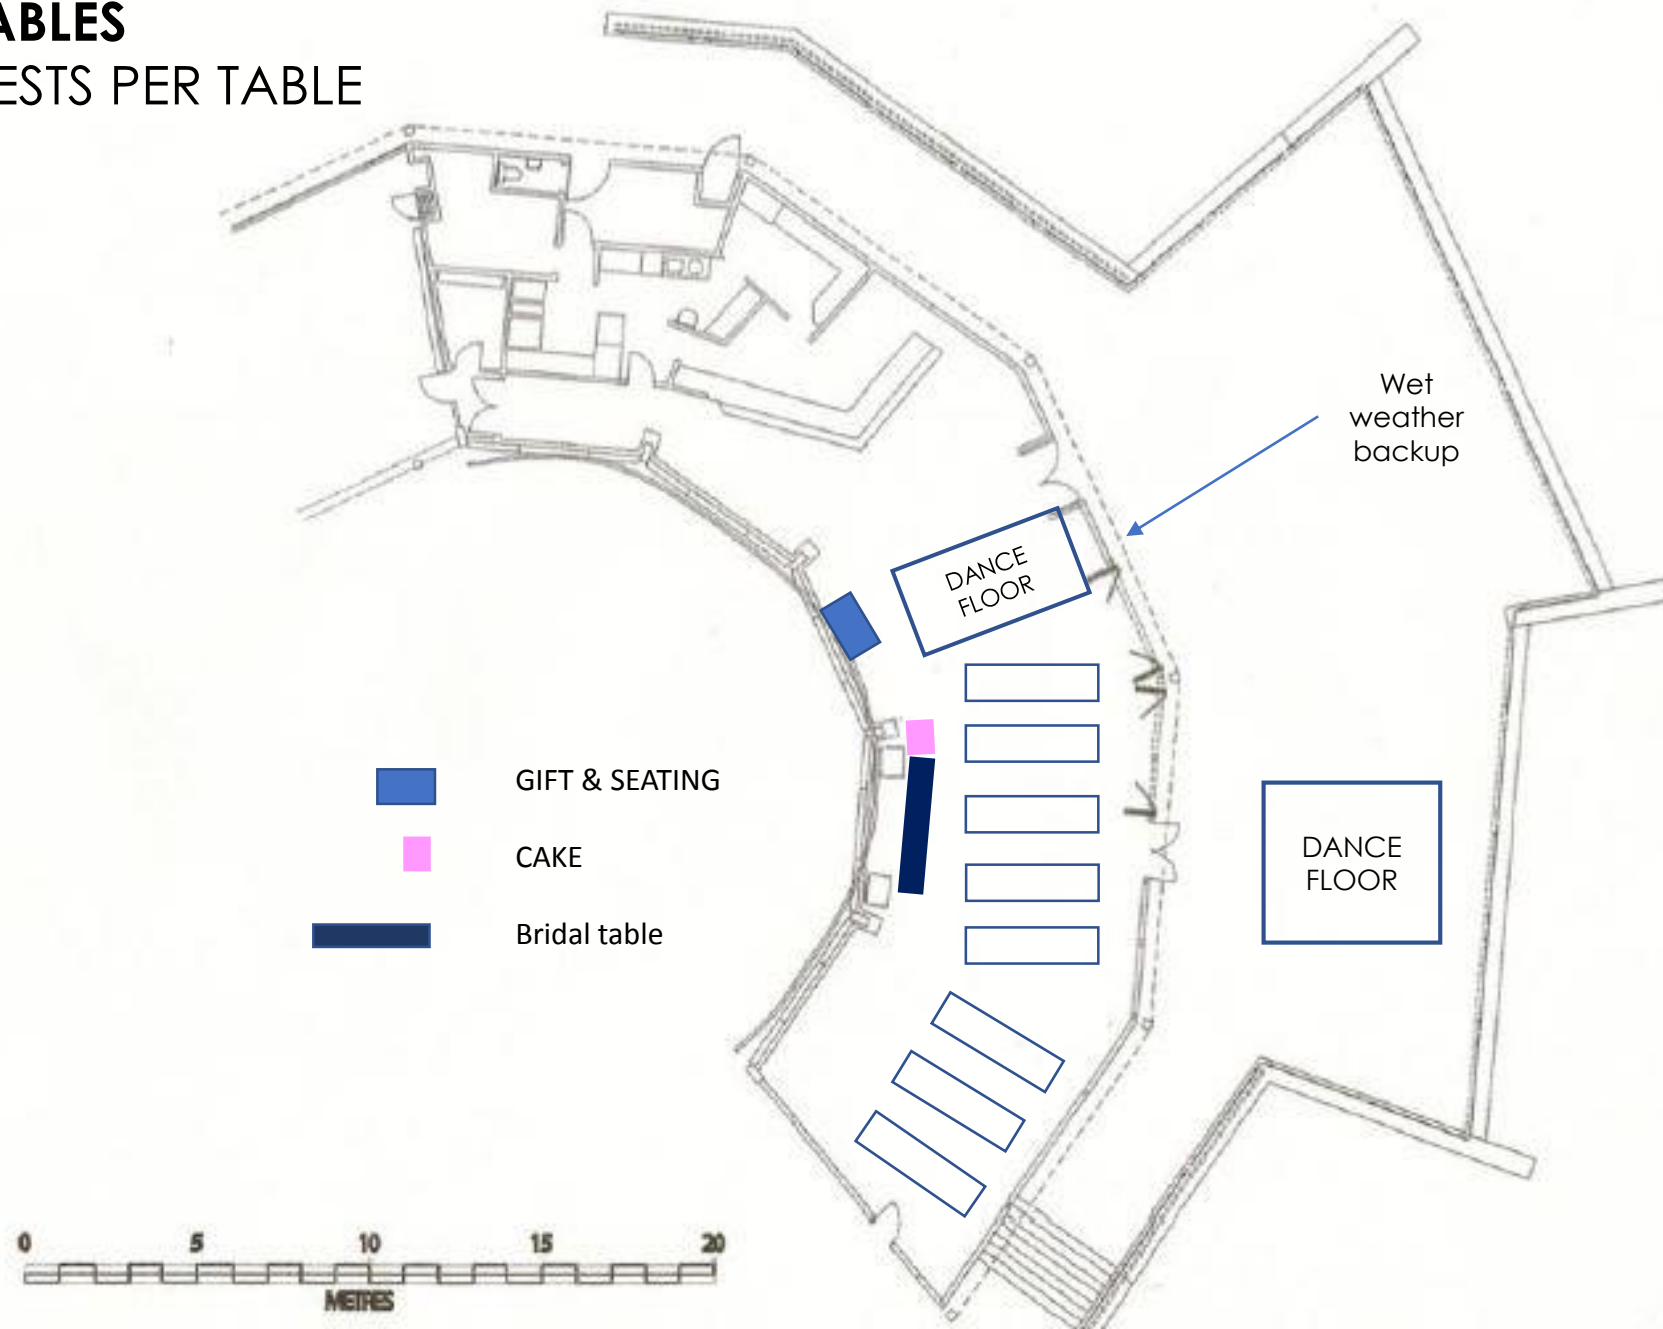 ABLES
ESTS PER TABLE
Wet
weather
backup
DANCE
FLOOR
GIFT & SEATING
CAKE
Bridal table
DANCE
FLOOR
0 5 10 15 20
METRES